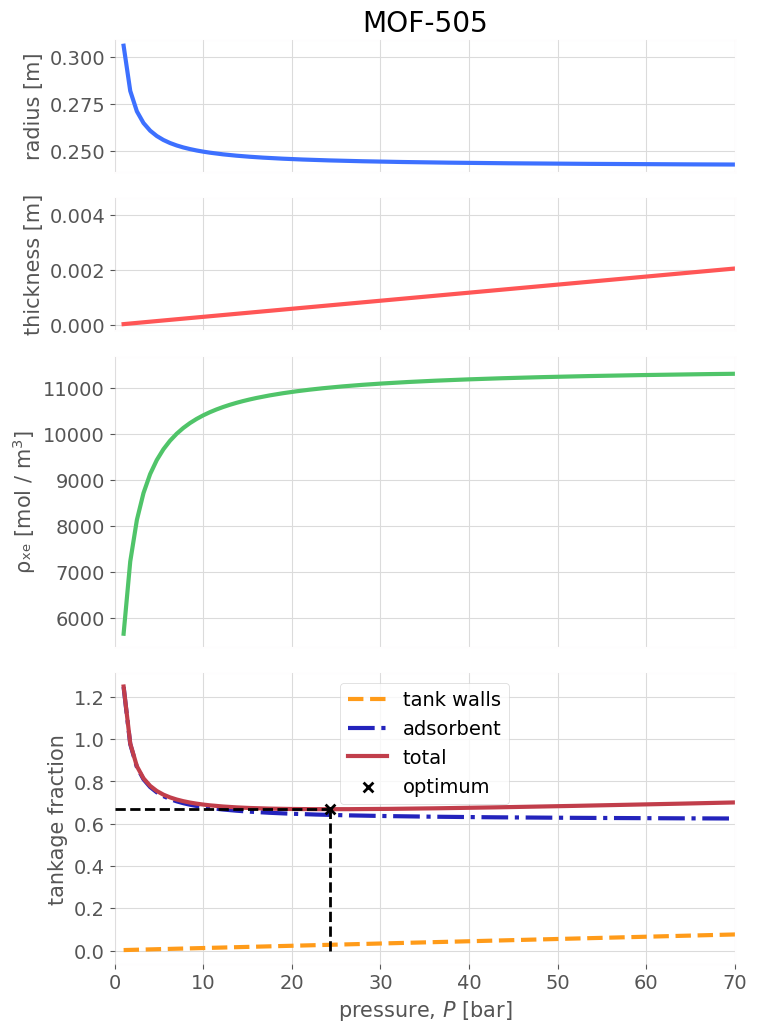 MOF-505
radius [m]
0.300
0.275
0.250
thickness [m]
0.004
0.002
0.000
ρₓₑ [mol / m³]
11000
10000
9000
8000
7000
6000
tankage fraction
1.2
1.0
0.8
0.6
0.4
0.2
0.0
tank walls
adsorbent
total
optimum
0 10 20 30 40 50 60 70
pressure, P [bar]